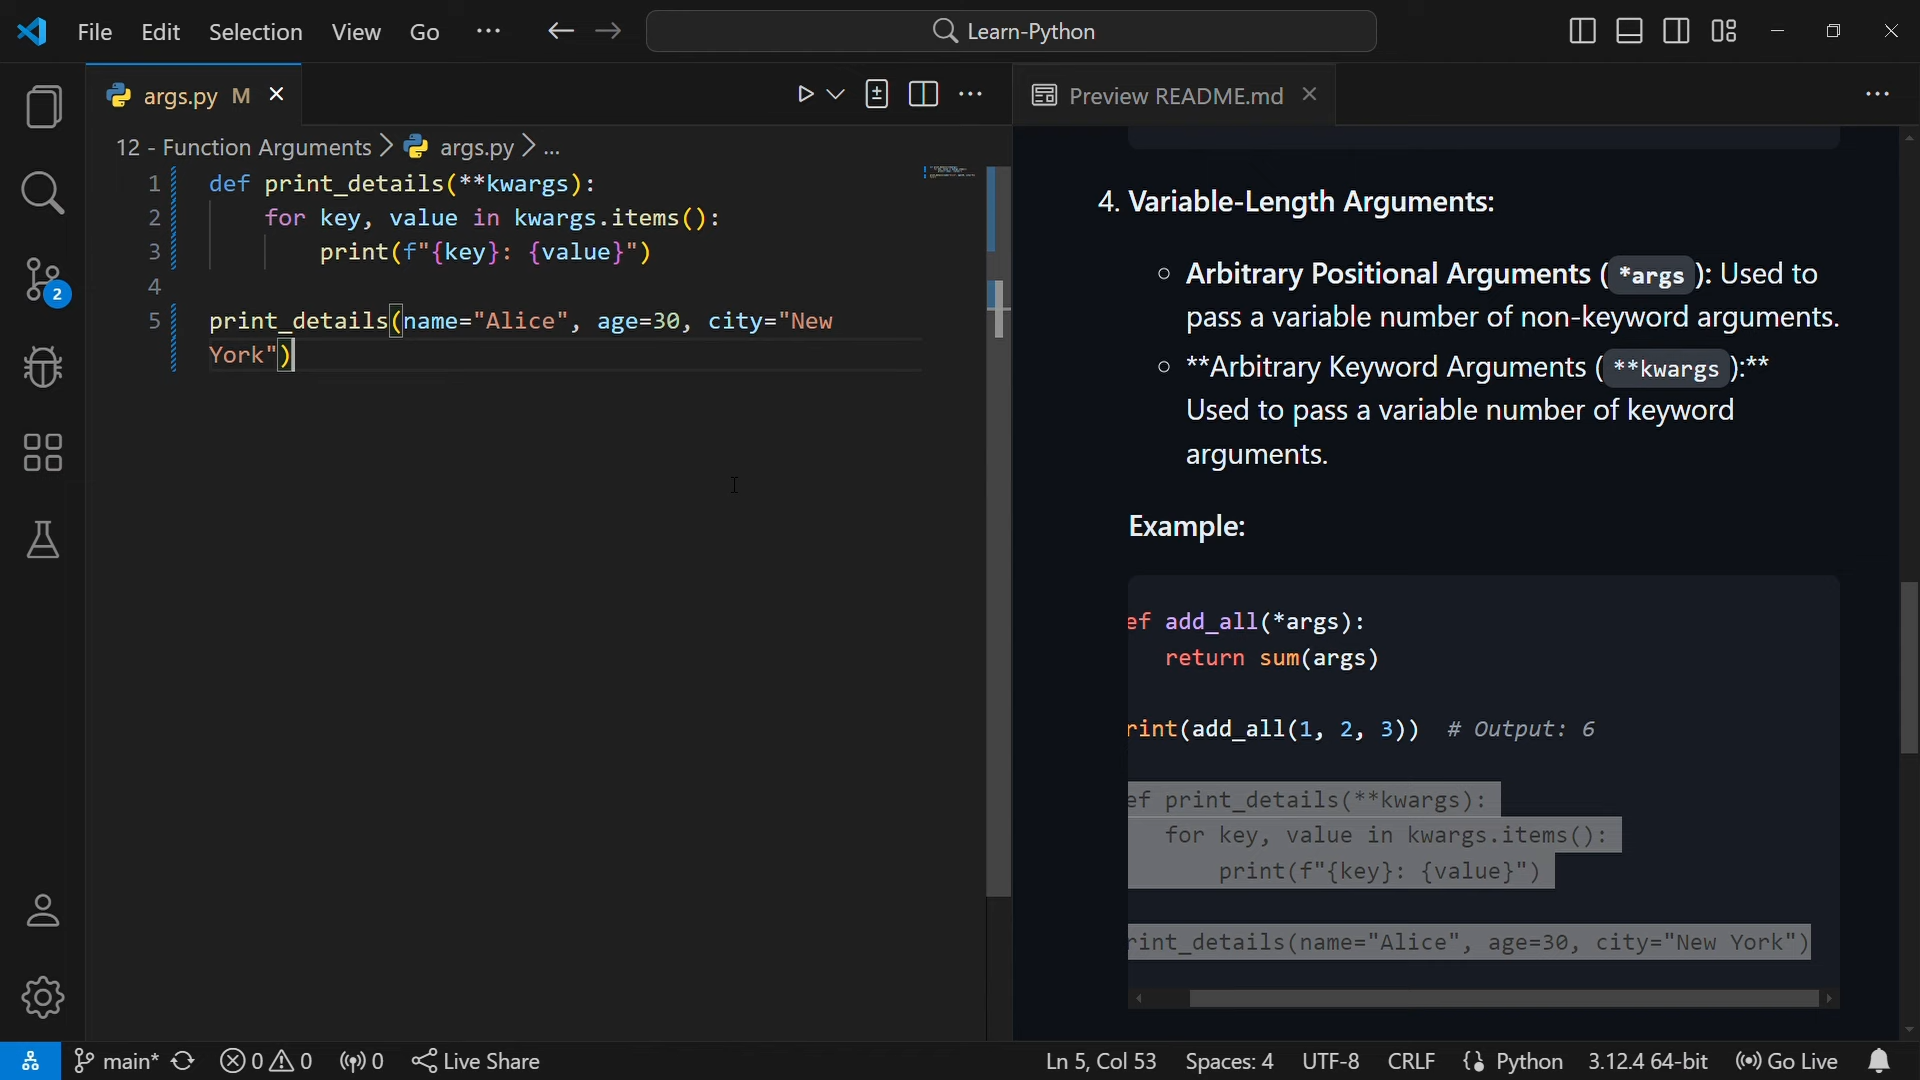 File Edit Selection View Go ··· Learn-Python
args.py M
Preview README.md
12 - Function Arguments > args.py > ...
1 def print_details(**kwargs):
2 for key, value in kwargs.items():
3 print(f"{key}: {value}")
4
5 print_details(name="Alice", age=30, city="New
York")
4. Variable-Length Arguments:
Arbitrary Positional Arguments (*args): Used to
pass a variable number of non-keyword arguments.
**Arbitrary Keyword Arguments (**kwargs):**
Used to pass a variable number of keyword
arguments.
Example:
ef add_all(*args):
return sum(args)
rint(add_all(1, 2, 3)) # Output: 6
ef print_details(**kwargs):
for key, value in kwargs.items():
print(f"{key}: {value}")
rint_details(name="Alice", age=30, city="New York")
2
main* 0 0 0 Live Share Ln 5, Col 53 Spaces: 4 UTF-8 CRLF Python 3.12.4 64-bit Go Live